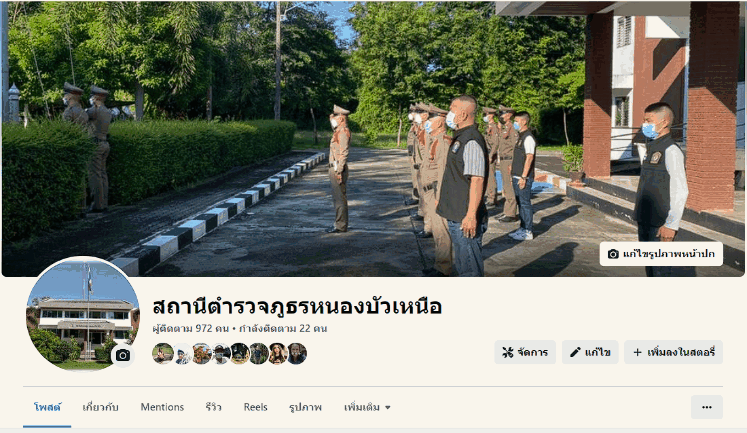 แก้ไขรูปภาพหน้าปก
สถานีตำรวจภูธรหนองบัวเหนือ
ผู้ติดตาม 972 คน • กำลังติดตาม 22 คน
จัดการ
แก้ไข
เพิ่มลงในสตอรี่
โพสต์ เกี่ยวกับ Mentions รีวิว Reels รูปภาพ เพิ่มเติม